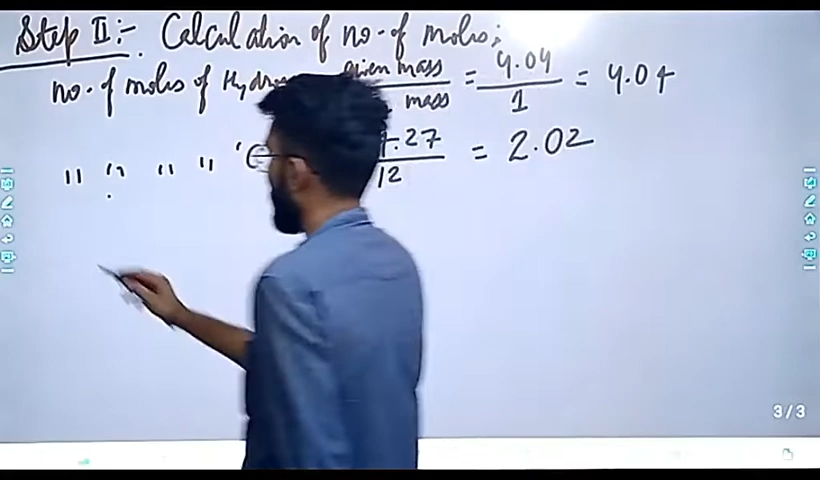 Step II:- Calculation of no. of moles;
no. of moles of Hydro given mass = 4.04 = 4.04
mass 1
" " " " C .27 = 2.02
12
3/3